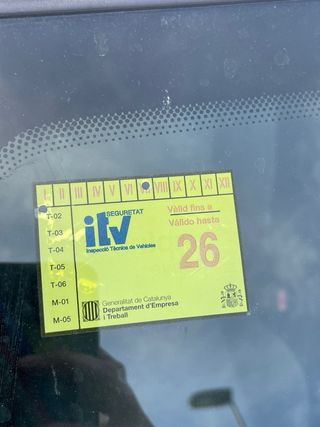 I II III IV V VI VII VIII IX X XI XII
T-02
T-03
T-04
T-05
T-06
M-01
M-05
SEGURETAT
itv
Inspecció Tècnica de Vehicles
Vàlid fins a
Válido hasta
26
Generalitat de Catalunya
Departament d'Empresa
i Treball